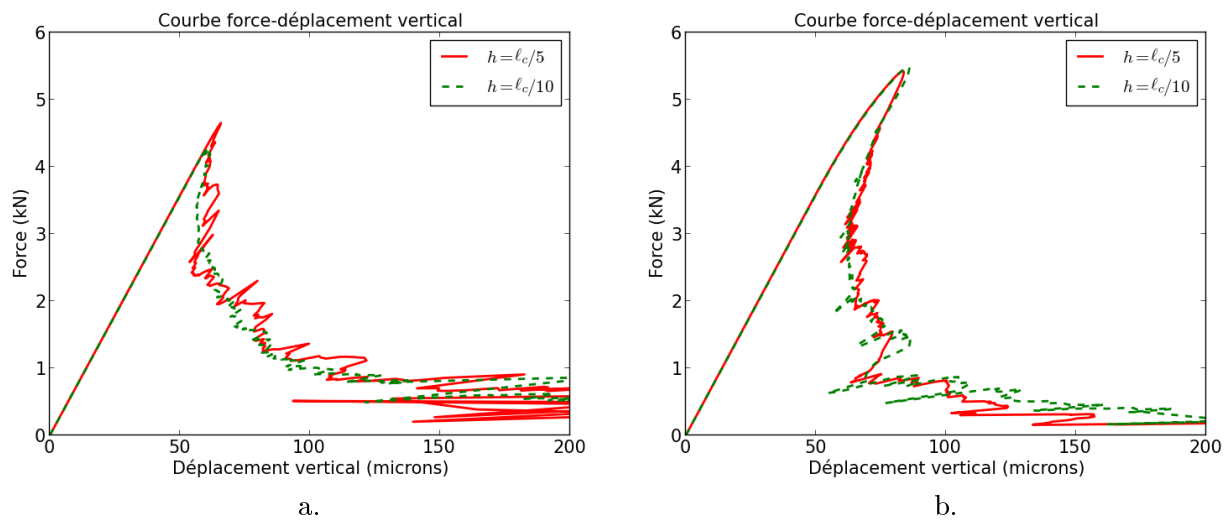 Courbe force-déplacement vertical
6
5
4
3
2
1
0
Force (kN)
h=ℓc/5
h=ℓc/10
0 50 100 150 200
Déplacement vertical (microns)
a.
Courbe force-déplacement vertical
6
5
4
3
2
1
0
Force (kN)
h=ℓc/5
h=ℓc/10
0 50 100 150 200
Déplacement vertical (microns)
b.